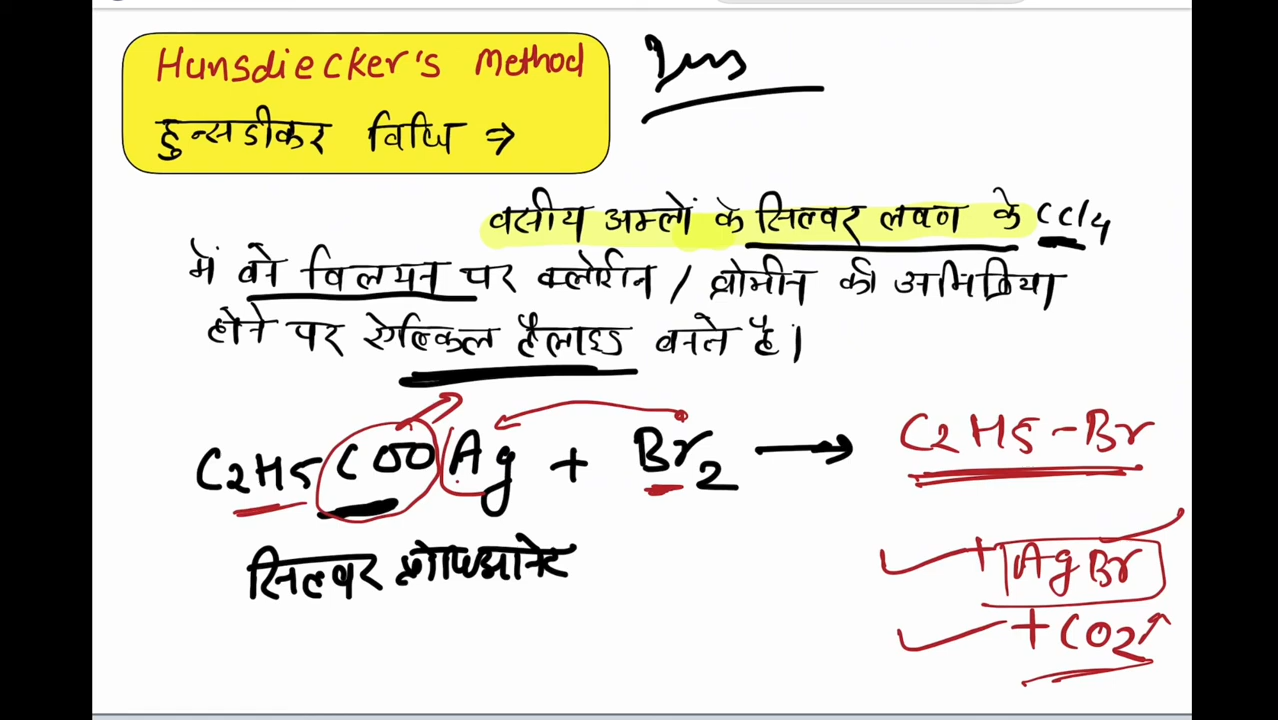 Hunsdiecker's Method
हुन्सडीकर विधि ⇒
वसीय अम्लों के सिल्वर लवण के CCl4
में बने विलयन पर क्लोरीन / ब्रोमीन की अभिक्रिया
होने पर ऐल्किल हैलाइड बनते है।
C2H5COOAg + Br2 → C2H5-Br
+ AgBr
सिल्वर प्रोपिआनेट
+ CO2↑